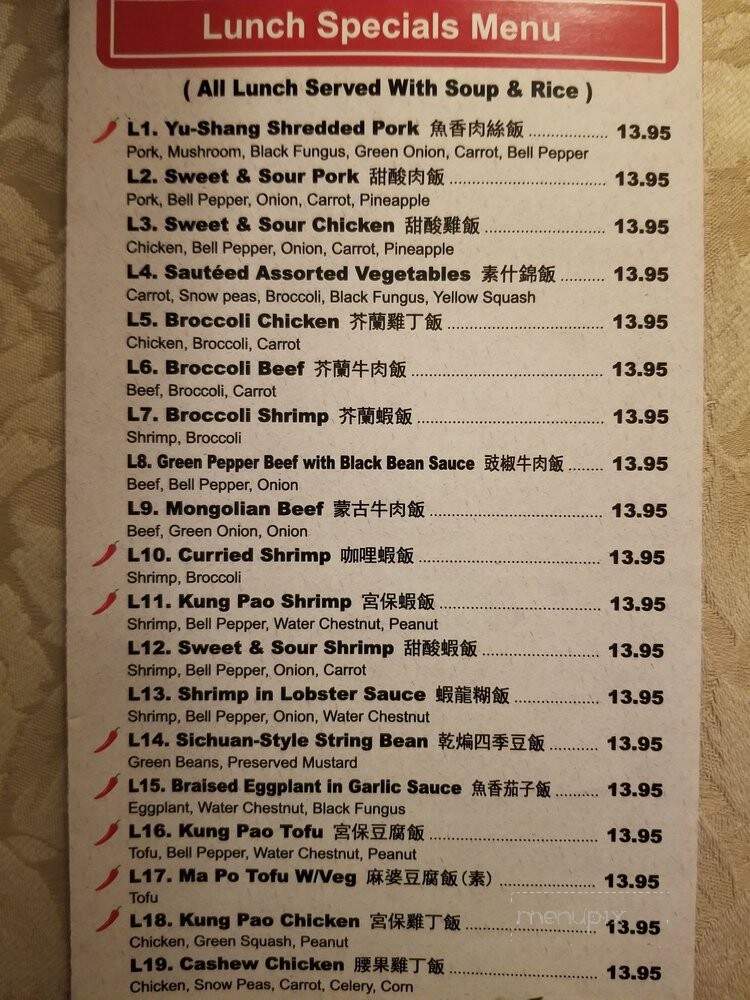 Lunch Specials Menu
( All Lunch Served With Soup & Rice )
L1. Yu-Shang Shredded Pork 魚香肉絲飯 .................. 13.95
Pork, Mushroom, Black Fungus, Green Onion, Carrot, Bell Pepper
L2. Sweet & Sour Pork 甜酸肉飯 .................................... 13.95
Pork, Bell Pepper, Onion, Carrot, Pineapple
L3. Sweet & Sour Chicken 甜酸雞飯 ............................ 13.95
Chicken, Bell Pepper, Onion, Carrot, Pineapple
L4. Sautéed Assorted Vegetables 素什錦飯 .......... 13.95
Carrot, Snow peas, Broccoli, Black Fungus, Yellow Squash
L5. Broccoli Chicken 芥蘭雞丁飯 .................................... 13.95
Chicken, Broccoli, Carrot
L6. Broccoli Beef 芥蘭牛肉飯 ............................................ 13.95
Beef, Broccoli, Carrot
L7. Broccoli Shrimp 芥蘭蝦飯 .......................................... 13.95
Shrimp, Broccoli
L8. Green Pepper Beef with Black Bean Sauce 豉椒牛肉飯 ........ 13.95
Beef, Bell Pepper, Onion
L9. Mongolian Beef 蒙古牛肉飯 ........................................ 13.95
Beef, Green Onion, Onion
L10. Curried Shrimp 咖哩蝦飯 .......................................... 13.95
Shrimp, Broccoli
L11. Kung Pao Shrimp 宮保蝦飯 ..................................... 13.95
Shrimp, Bell Pepper, Water Chestnut, Peanut
L12. Sweet & Sour Shrimp 甜酸蝦飯 ........................... 13.95
Shrimp, Bell Pepper, Onion, Carrot
L13. Shrimp in Lobster Sauce 蝦龍糊飯 ................... 13.95
Shrimp, Bell Pepper, Onion, Water Chestnut
L14. Sichuan-Style String Bean 乾煸四季豆飯 ........... 13.95
Green Beans, Preserved Mustard
L15. Braised Eggplant in Garlic Sauce 魚香茄子飯 .......... 13.95
Eggplant, Water Chestnut, Black Fungus
L16. Kung Pao Tofu 宮保豆腐飯 ....................................... 13.95
Tofu, Bell Pepper, Water Chestnut, Peanut
L17. Ma Po Tofu W/Veg 麻婆豆腐飯(素) ...................... 13.95
Tofu
L18. Kung Pao Chicken 宮保雞丁飯 .............................. 13.95
Chicken, Green Squash, Peanut
L19. Cashew Chicken 腰果雞丁飯 .................................. 13.95
Chicken, Snow Peas, Carrot, Celery, Corn
menupix